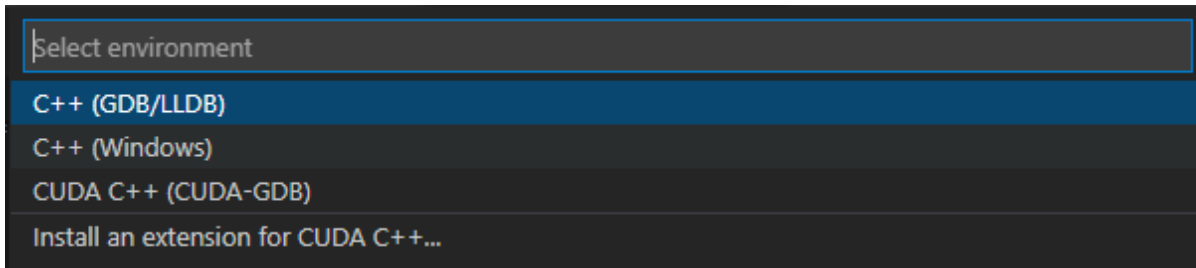 Select environment
C++ (GDB/LLDB)
C++ (Windows)
CUDA C++ (CUDA-GDB)
Install an extension for CUDA C++...